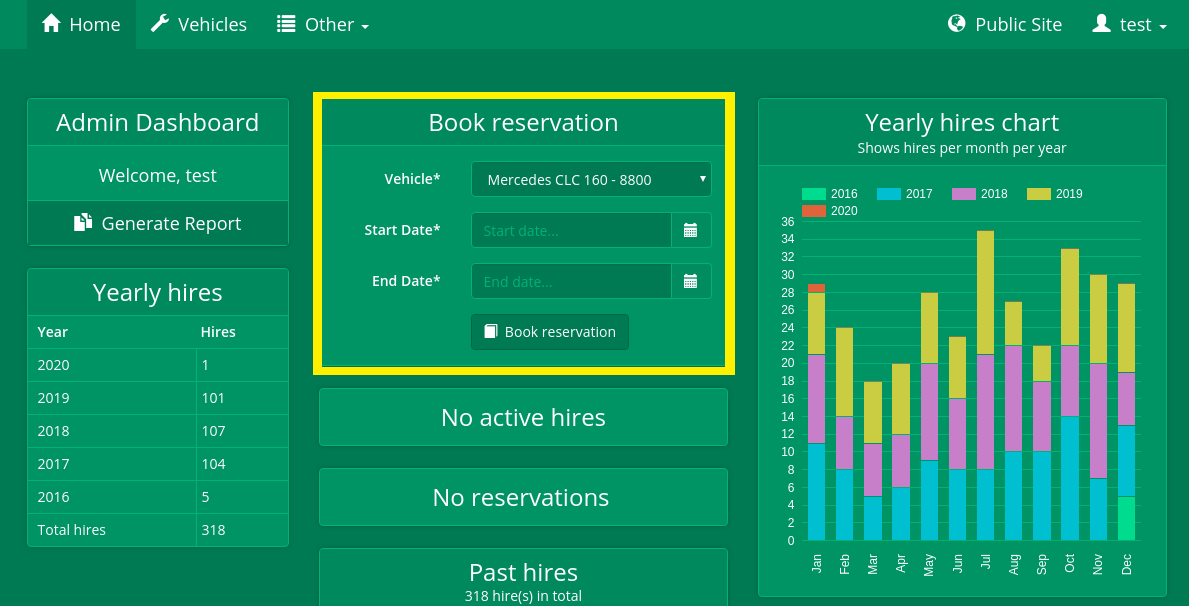 Home Vehicles Other Public Site test
Admin Dashboard
Welcome, test
Generate Report
Yearly hires
Year Hires
2020 1
2019 101
2018 107
2017 104
2016 5
Total hires 318
Book reservation
Vehicle* Mercedes CLC 160 - 8800
Start Date* Start date...
End Date* End date...
Book reservation
No active hires
No reservations
Past hires
318 hire(s) in total
Yearly hires chart
Shows hires per month per year
2016 2017 2018 2019
2020
36
34
32
30
28
26
24
22
20
18
16
14
12
10
8
6
4
2
0
Jan Feb Mar Apr May Jun Jul Aug Sep Oct Nov Dec